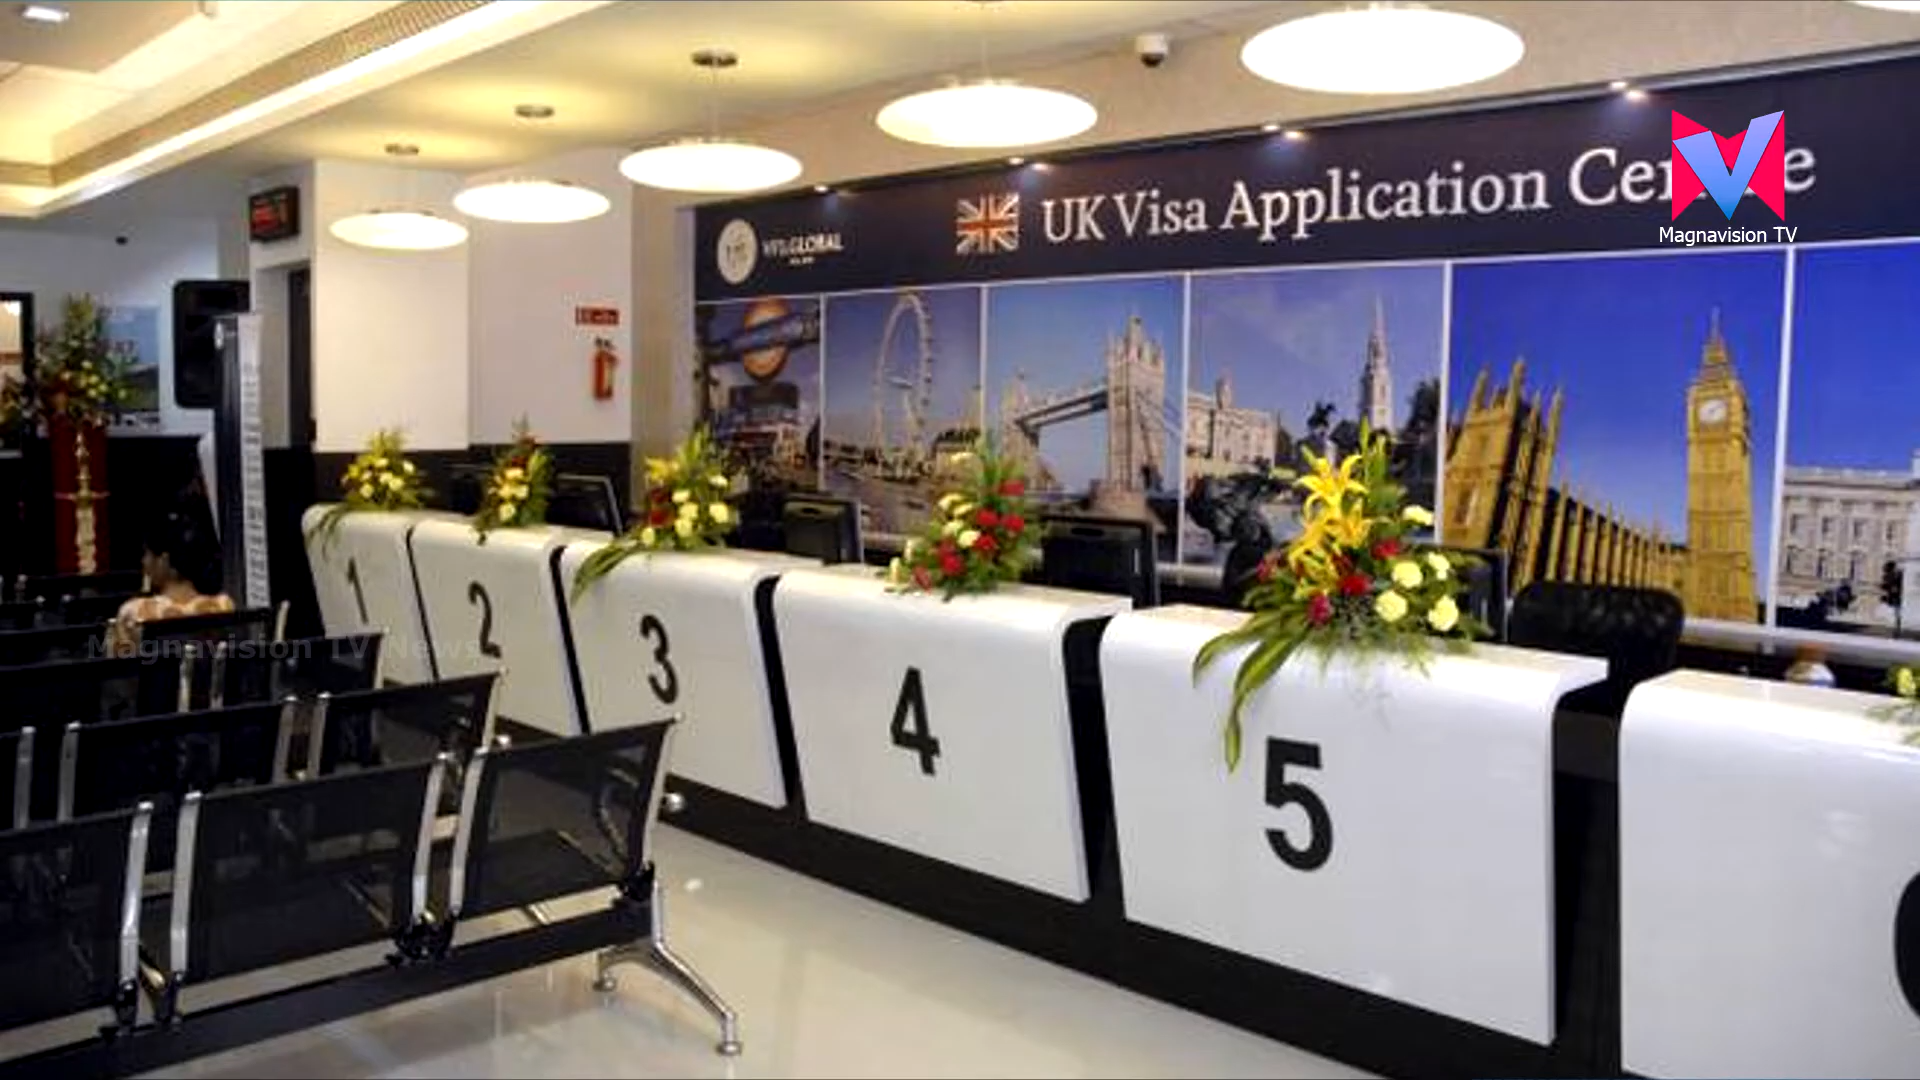 UK Visa Application Ce
e
VFS.GLOBAL
Magnavision TV
Magnavision TV News
1
2
3
4
5